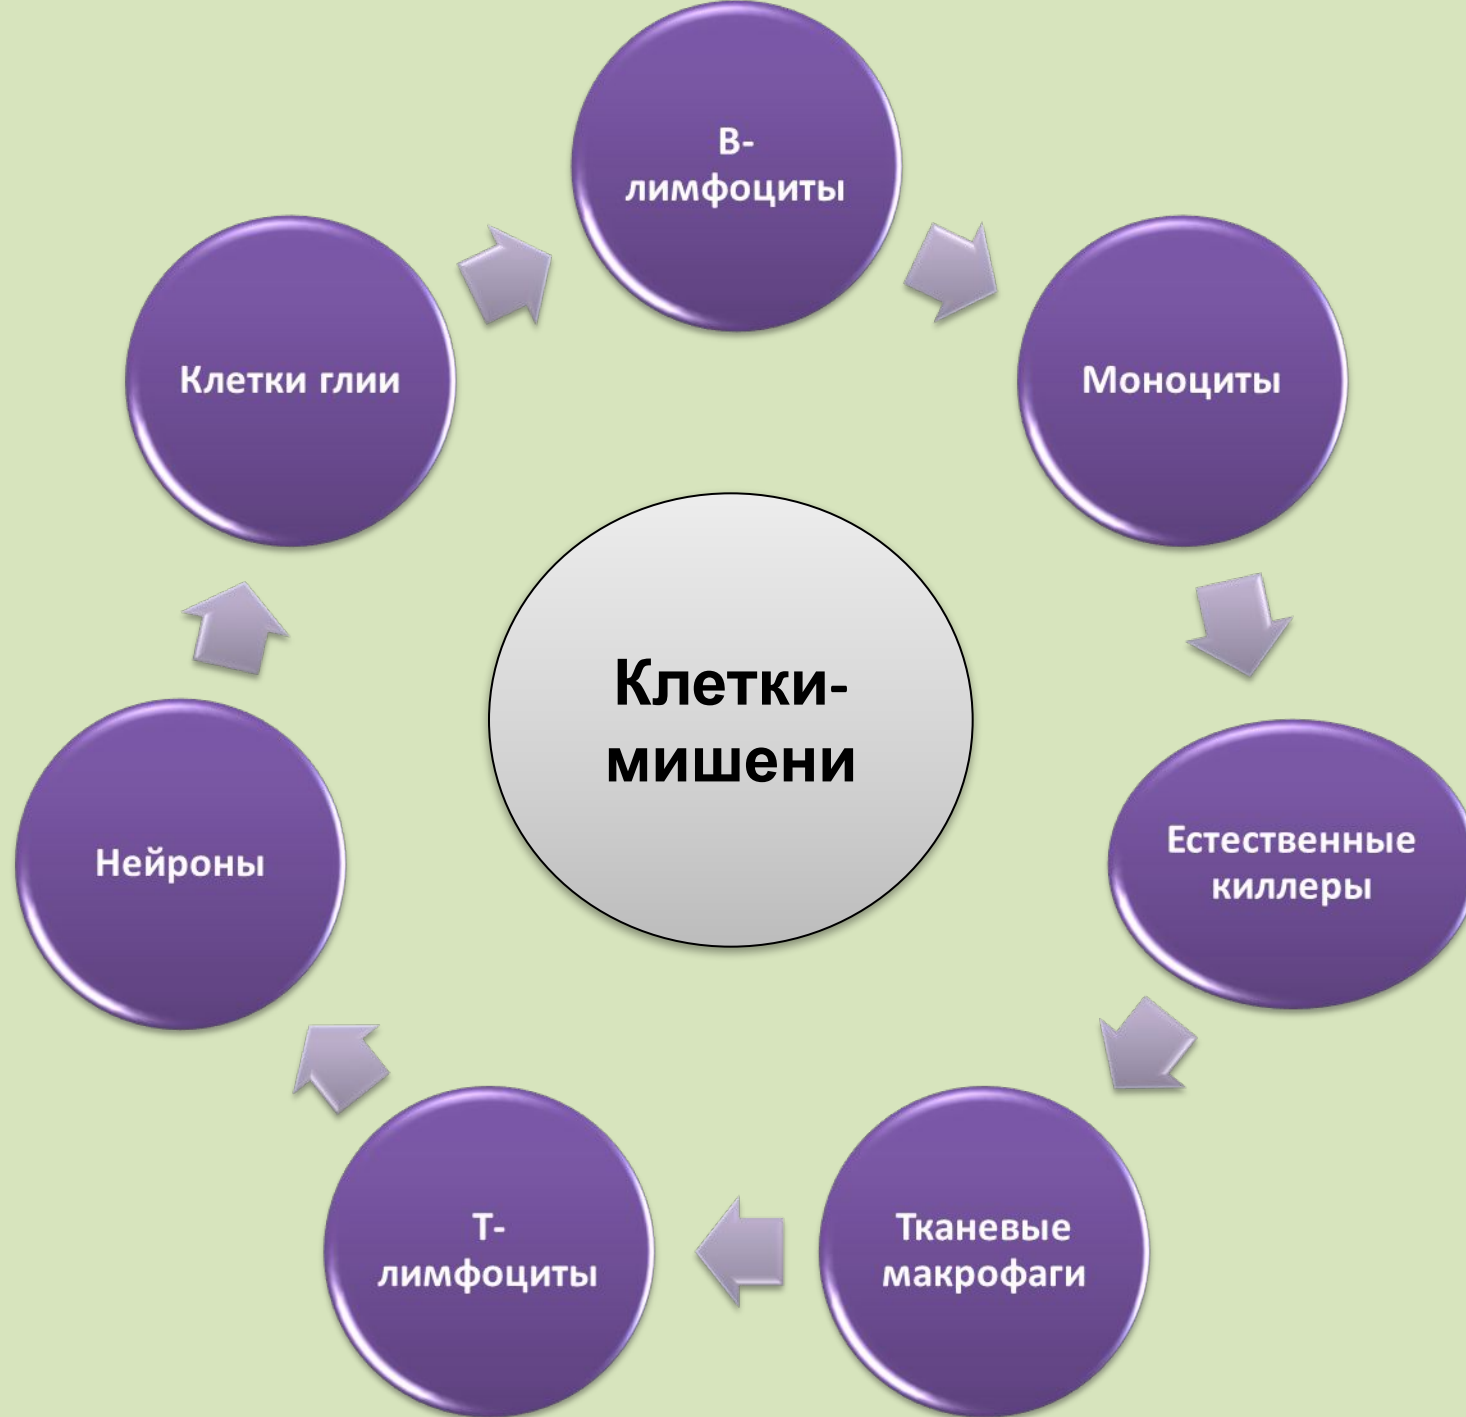 В-
лимфоциты
Моноциты
Естественные
киллеры
Тканевые
макрофаги
Т-
лимфоциты
Нейроны
Клетки глии
Клетки-
мишени